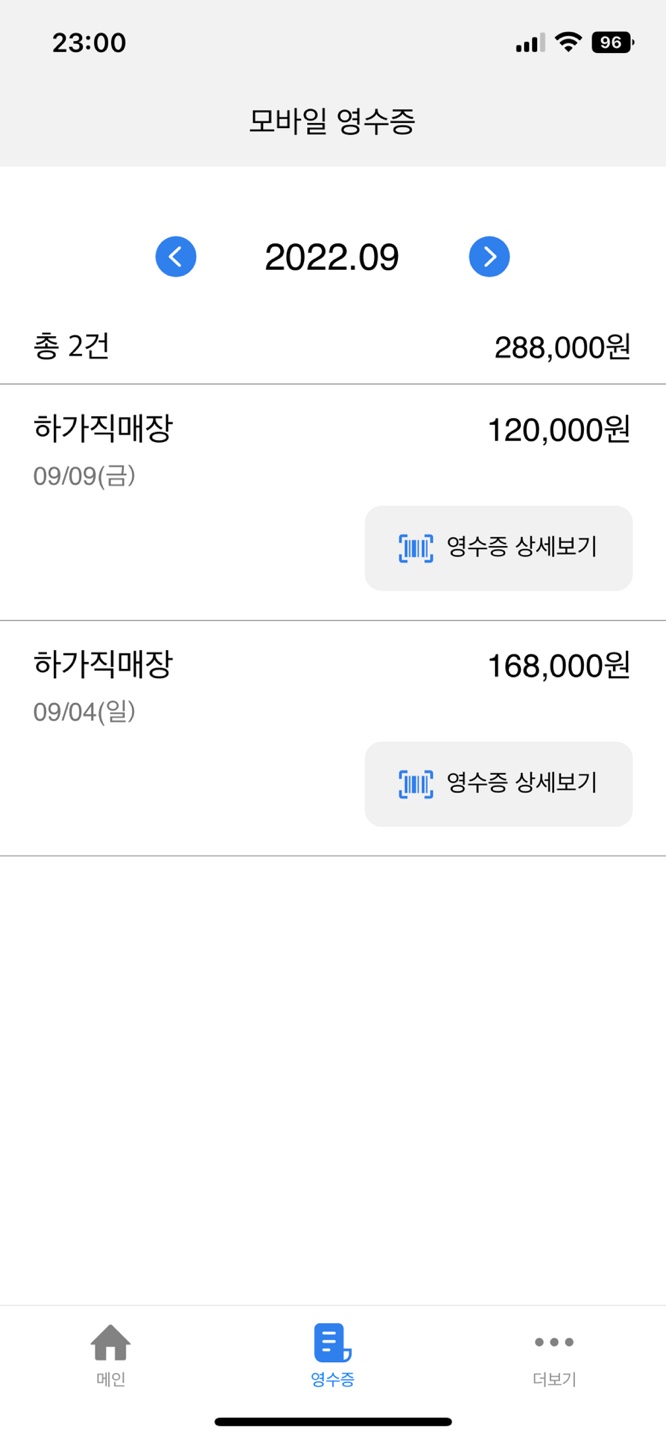 23:00
96
모바일 영수증
2022.09
총 2건 288,000원
하가직매장 120,000원
09/09(금)
영수증 상세보기
하가직매장 168,000원
09/04(일)
영수증 상세보기
메인 영수증 더보기